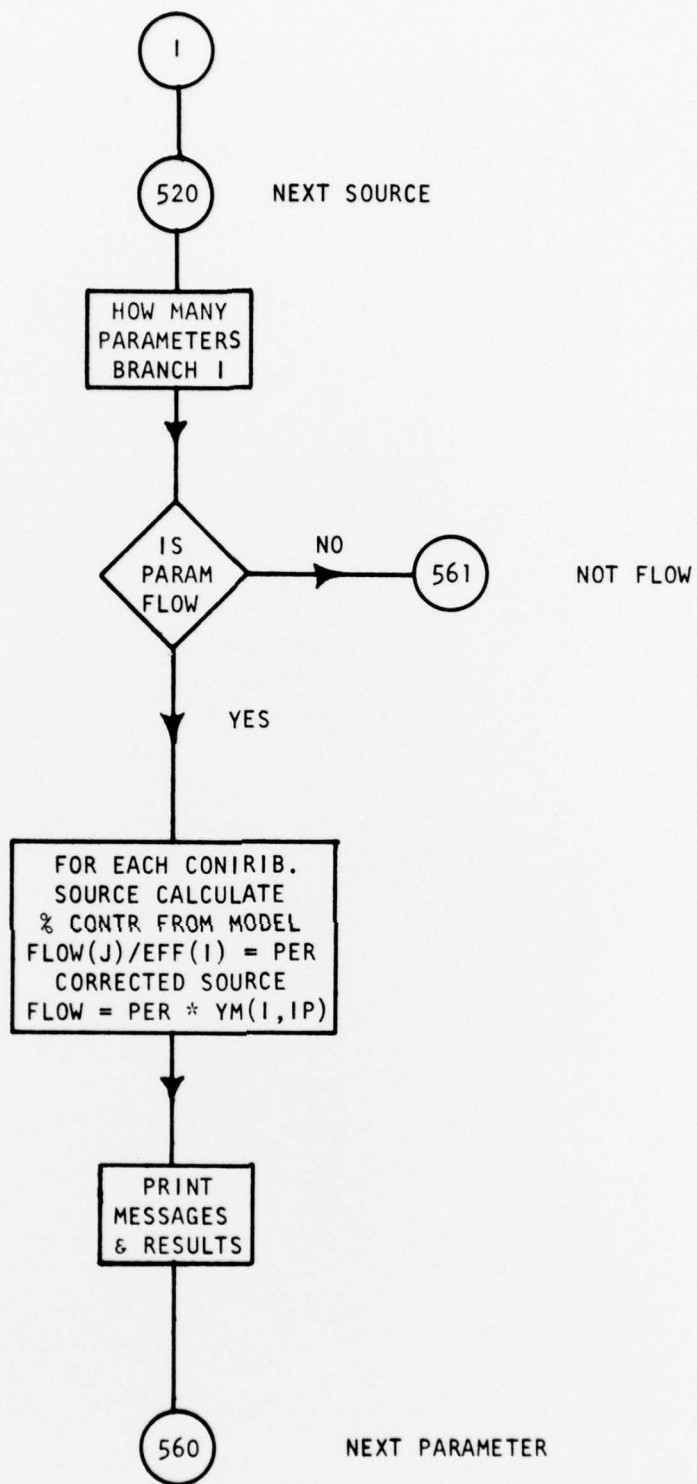 I
520 NEXT SOURCE
HOW MANY
PARAMETERS
BRANCH I
IS
PARAM
FLOW
NO
561 NOT FLOW
YES
FOR EACH CONIRIB.
SOURCE CALCULATE
% CONTR FROM MODEL
FLOW(J)/EFF(I) = PER
CORRECTED SOURCE
FLOW = PER * YM(I,IP)
PRINT
MESSAGES
& RESULTS
560 NEXT PARAMETER